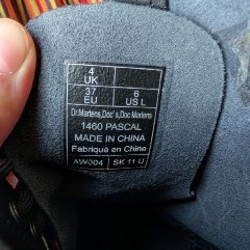 4
UK
37
EU
6
US L
Dr.Martens,Doc's,Doc Martens
1460 PASCAL
MADE IN CHINA
Fabriqué en Chine
AW004
SK 11 U